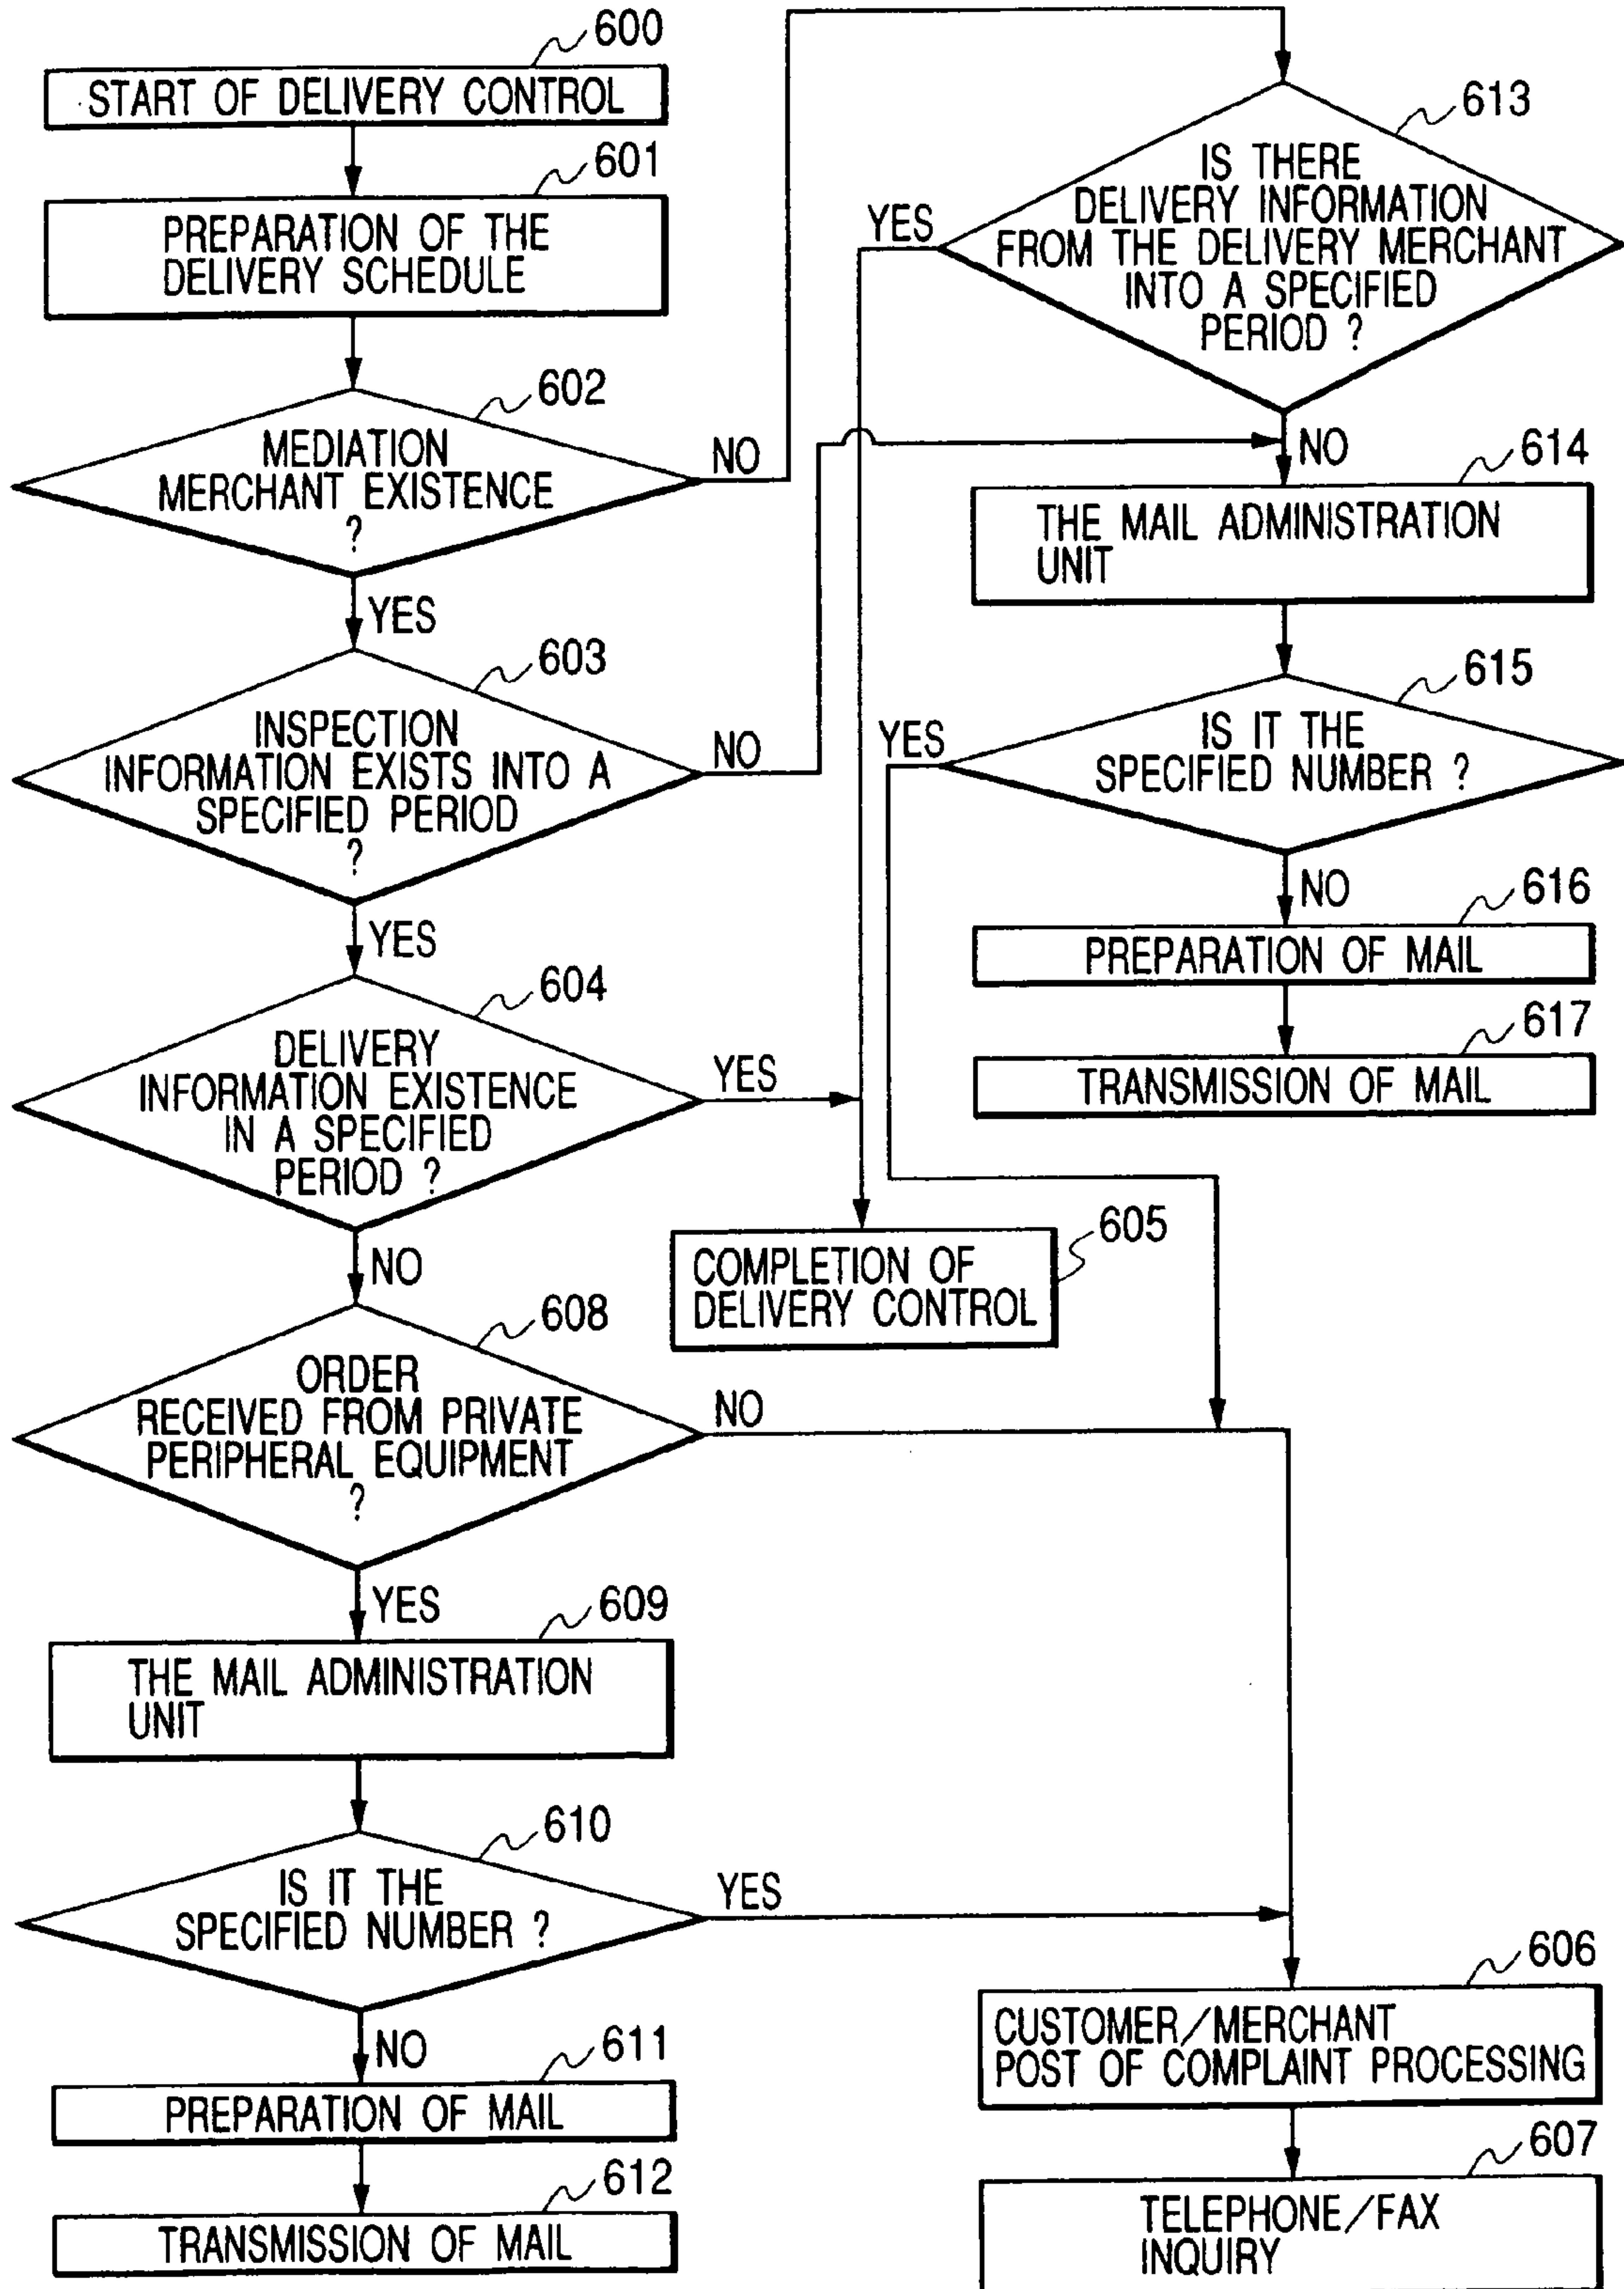 600
START OF DELIVERY CONTROL
601
PREPARATION OF THE
DELIVERY SCHEDULE
602
MEDIATION
MERCHANT EXISTENCE
?
NO
YES
603
INSPECTION
INFORMATION EXISTS INTO A
SPECIFIED PERIOD
?
NO
YES
604
DELIVERY
INFORMATION EXISTENCE
IN A SPECIFIED
PERIOD ?
YES
NO
605
COMPLETION OF
DELIVERY CONTROL
608
ORDER
RECEIVED FROM PRIVATE
PERIPHERAL EQUIPMENT
?
NO
YES
609
THE MAIL ADMINISTRATION
UNIT
610
IS IT THE
SPECIFIED NUMBER ?
YES
NO
611
PREPARATION OF MAIL
612
TRANSMISSION OF MAIL
613
IS THERE
DELIVERY INFORMATION
FROM THE DELIVERY MERCHANT
INTO A SPECIFIED
PERIOD ?
YES
NO
614
THE MAIL ADMINISTRATION
UNIT
615
IS IT THE
SPECIFIED NUMBER ?
YES
NO
616
PREPARATION OF MAIL
617
TRANSMISSION OF MAIL
606
CUSTOMER/MERCHANT
POST OF COMPLAINT PROCESSING
607
TELEPHONE/FAX
INQUIRY